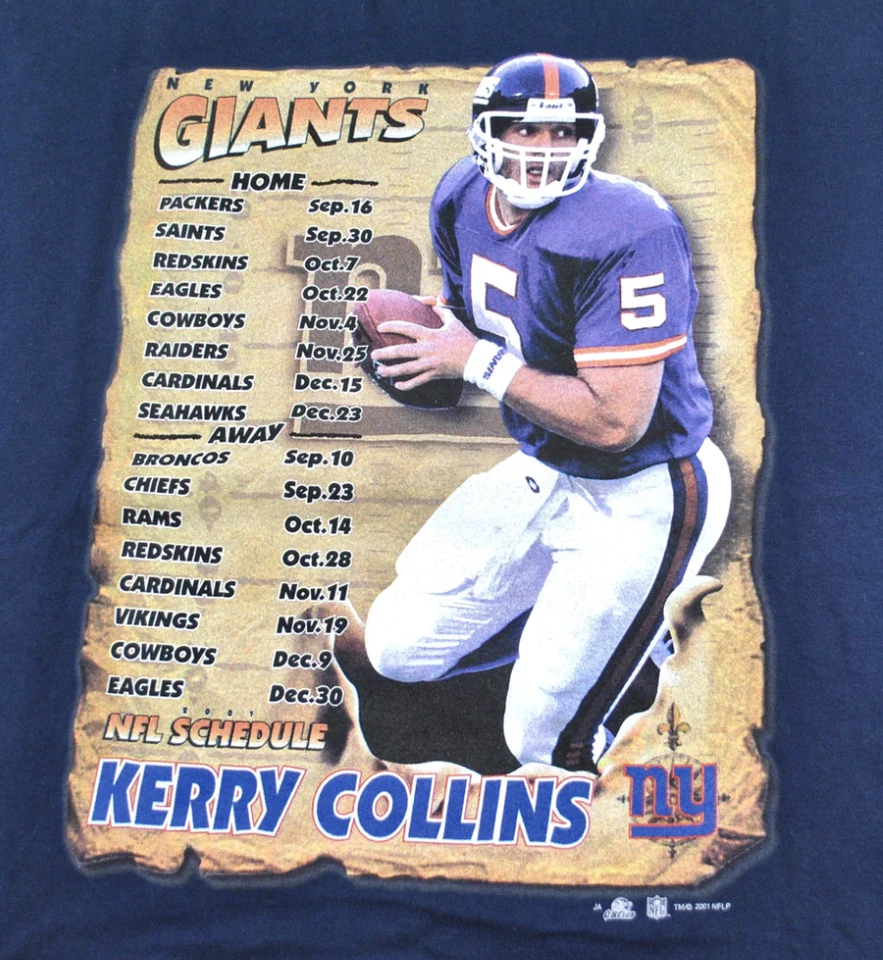 NEW YORK
GIANTS
HOME
PACKERS Sep.16
SAINTS Sep.30
REDSKINS Oct.7
EAGLES Oct.22
COWBOYS Nov.4
RAIDERS Nov.25
CARDINALS Dec.15
SEAHAWKS Dec.23
AWAY
BRONCOS Sep.10
CHIEFS Sep.23
RAMS Oct.14
REDSKINS Oct.28
CARDINALS Nov.11
VIKINGS Nov.19
COWBOYS Dec.9
EAGLES Dec.30
2001
NFL SCHEDULE
KERRY COLLINS
ny
Riddell
5
5
JA NFL TM/© 2001 NFLP